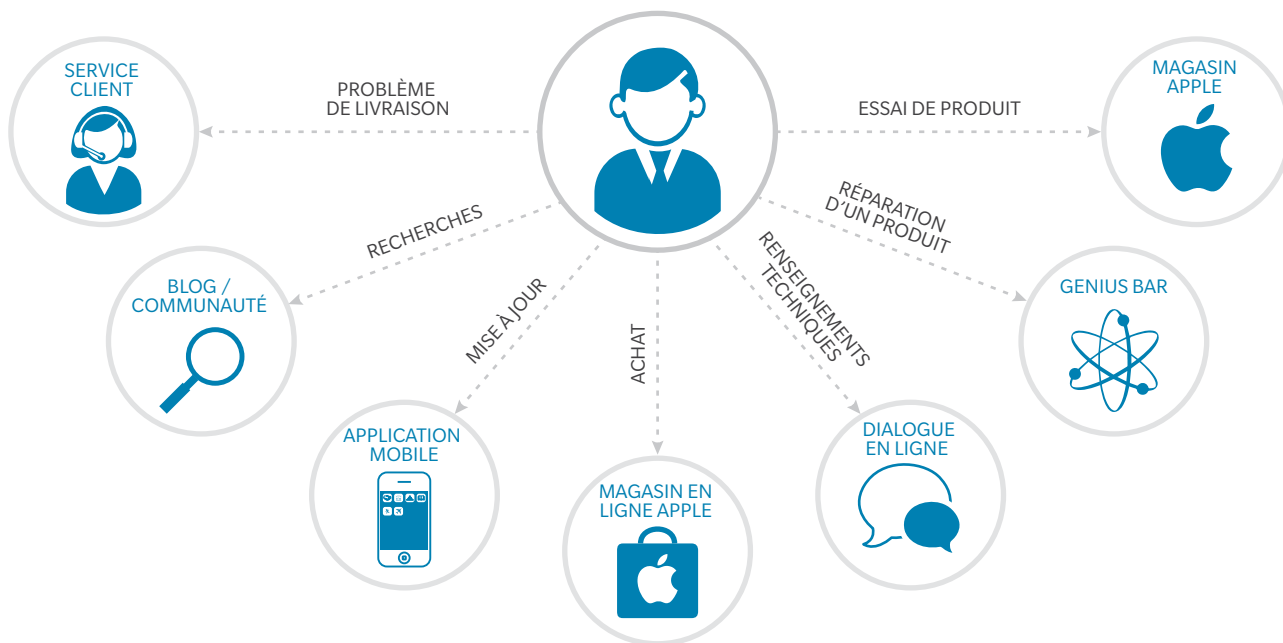 SERVICE
CLIENT
PROBLÈME
DE LIVRAISON
ESSAI DE PRODUIT
MAGASIN
APPLE
RECHERCHES
BLOG /
COMMUNAUTÉ
MISE À JOUR
APPLICATION
MOBILE
ACHAT
MAGASIN EN
LIGNE APPLE
RENSEIGNEMENTS
TECHNIQUES
DIALOGUE
EN LIGNE
RÉPARATION
D’UN PRODUIT
GENIUS BAR